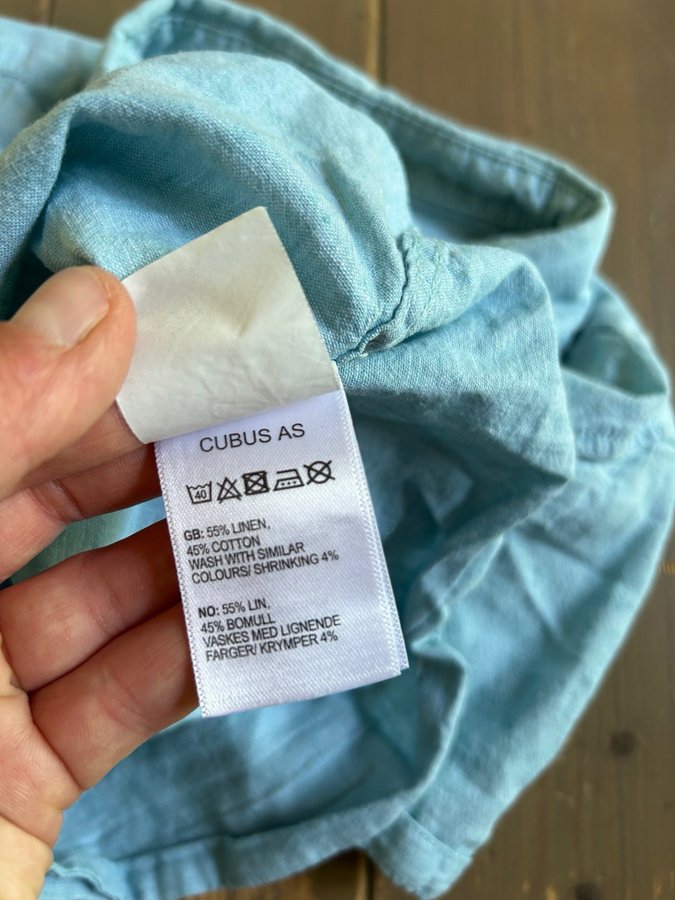 CUBUS AS
40
GB: 55% LINEN,
45% COTTON
WASH WITH SIMILAR
COLOURS/ SHRINKING 4%
NO: 55% LIN,
45% BOMULL
VASKES MED LIGNENDE
FARGER/ KRYMPER 4%